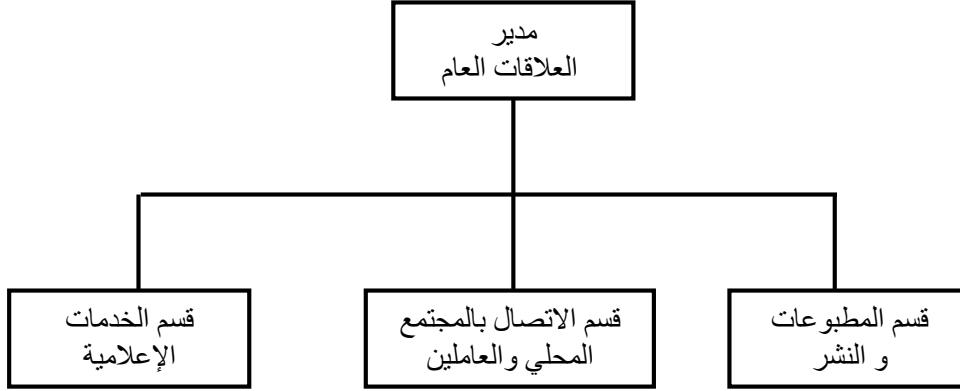 مدير
العلاقات العام
قسم المطبوعات
و النشر
قسم الاتصال بالمجتمع
المحلي والعاملين
قسم الخدمات
الإعلامية